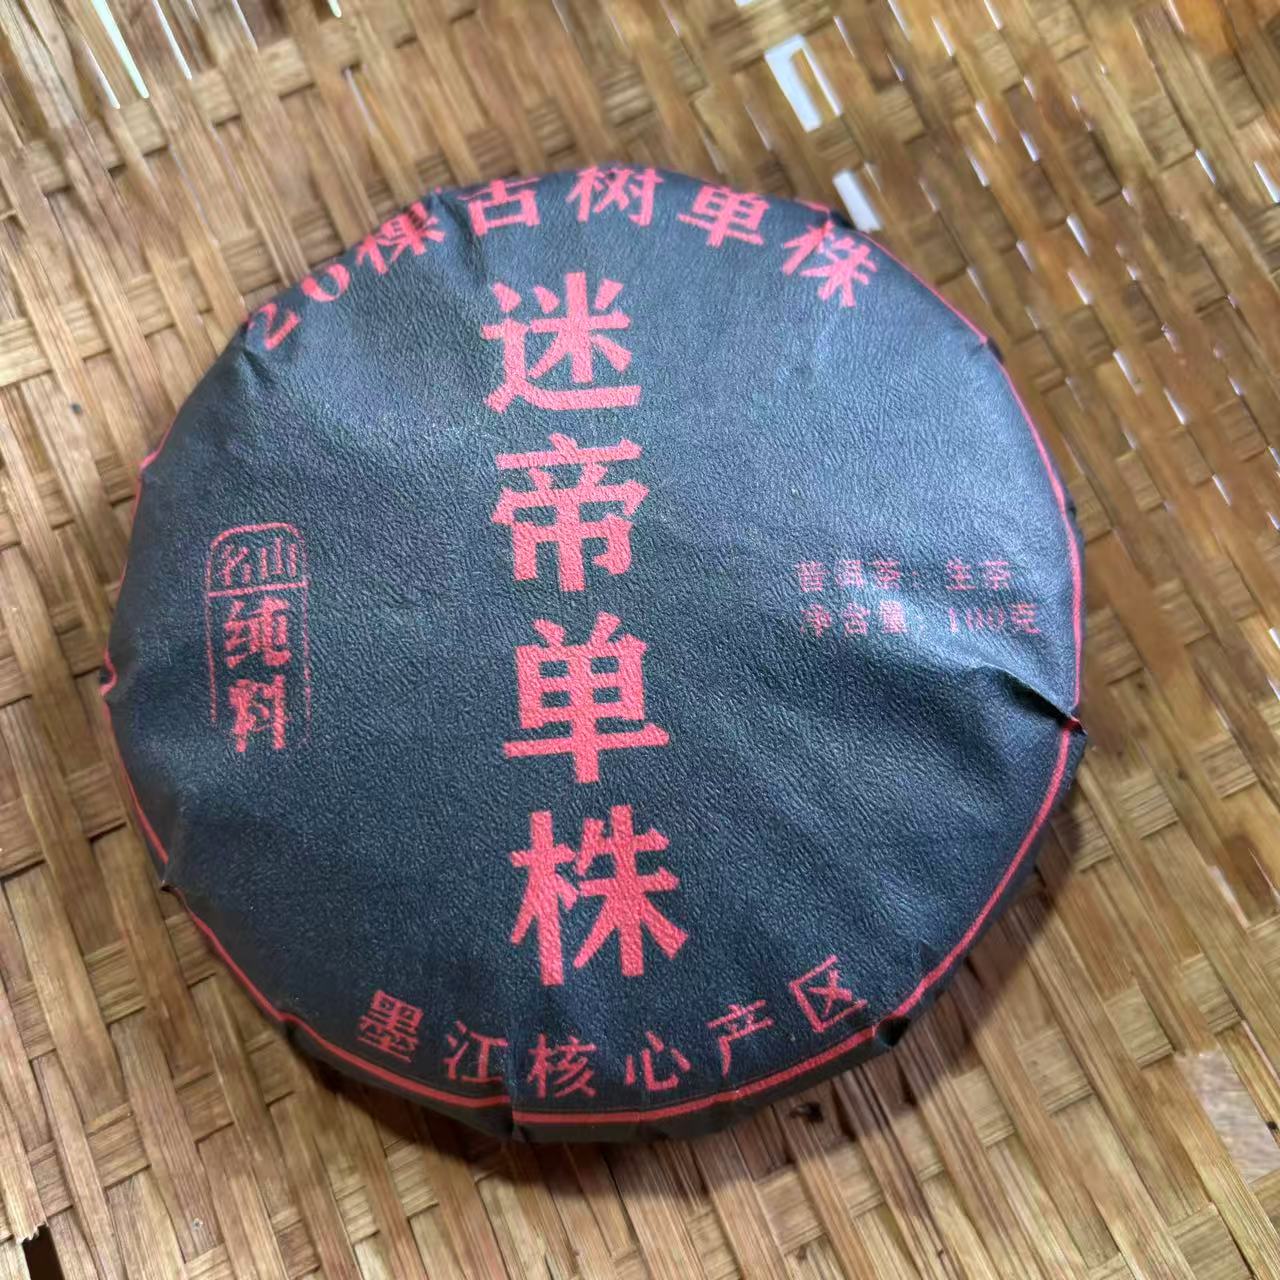 20棵古树单株
迷帝单株
名山
纯料
普洱茶：生茶
净含量：100克
墨江核心产区